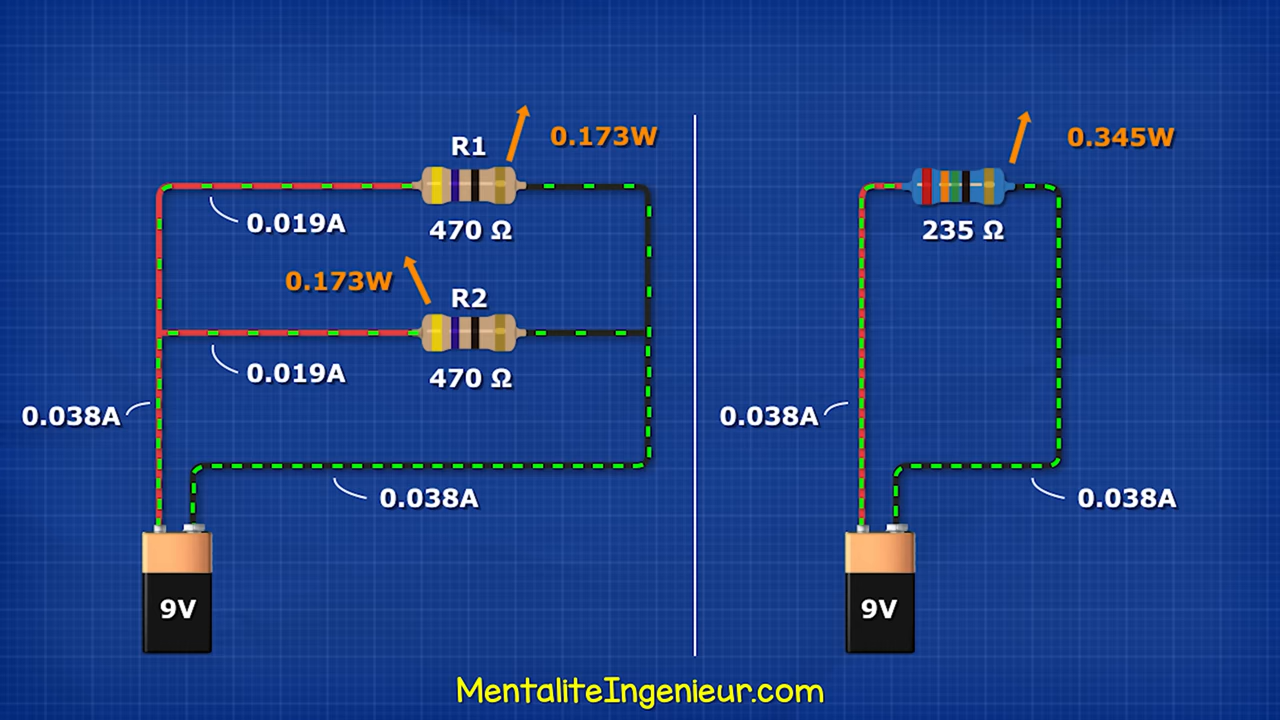 0.173W
R1
0.019A
470 Ω
0.173W
R2
0.019A
470 Ω
0.038A
0.038A
9V
0.345W
235 Ω
0.038A
0.038A
9V
MentaliteIngenieur.com